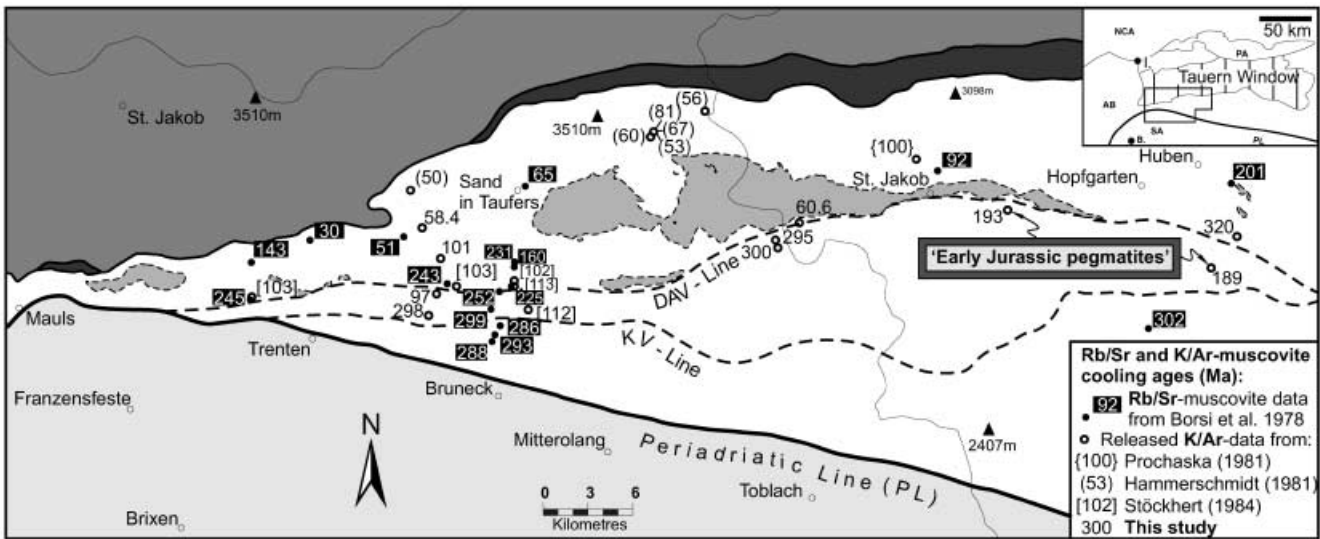 NCA
50 km
PA
I.
Tauern Window
AB
SA
B.
PL
St. Jakob
3510m
3510m
3098m
(56)
(81)
(67)
(60)
(53)
{100}
92
St. Jakob
Hopfgarten
Huben
201
(50)
Sand
in Taufers
65
58.4
60.6
193
320
30
143
51
101
231
160
295
300
'Early Jurassic pegmatites'
189
[103]
243
[103]
[102]
[113]
DAV - Line
245
97
252
225
298
299
[112]
286
302
Mauls
Trenten
288
293
KV - Line
Bruneck
Franzensfeste
N
Mitterolang
Periadriatic Line (PL)
2407m
Toblach
0 3 6
Kilometres
Brixen
Rb/Sr and K/Ar-muscovite
cooling ages (Ma):
92 Rb/Sr-muscovite data
from Borsi et al. 1978
Released K/Ar-data from:
{100} Prochaska (1981)
(53) Hammerschmidt (1981)
[102] Stöckhert (1984)
300 This study